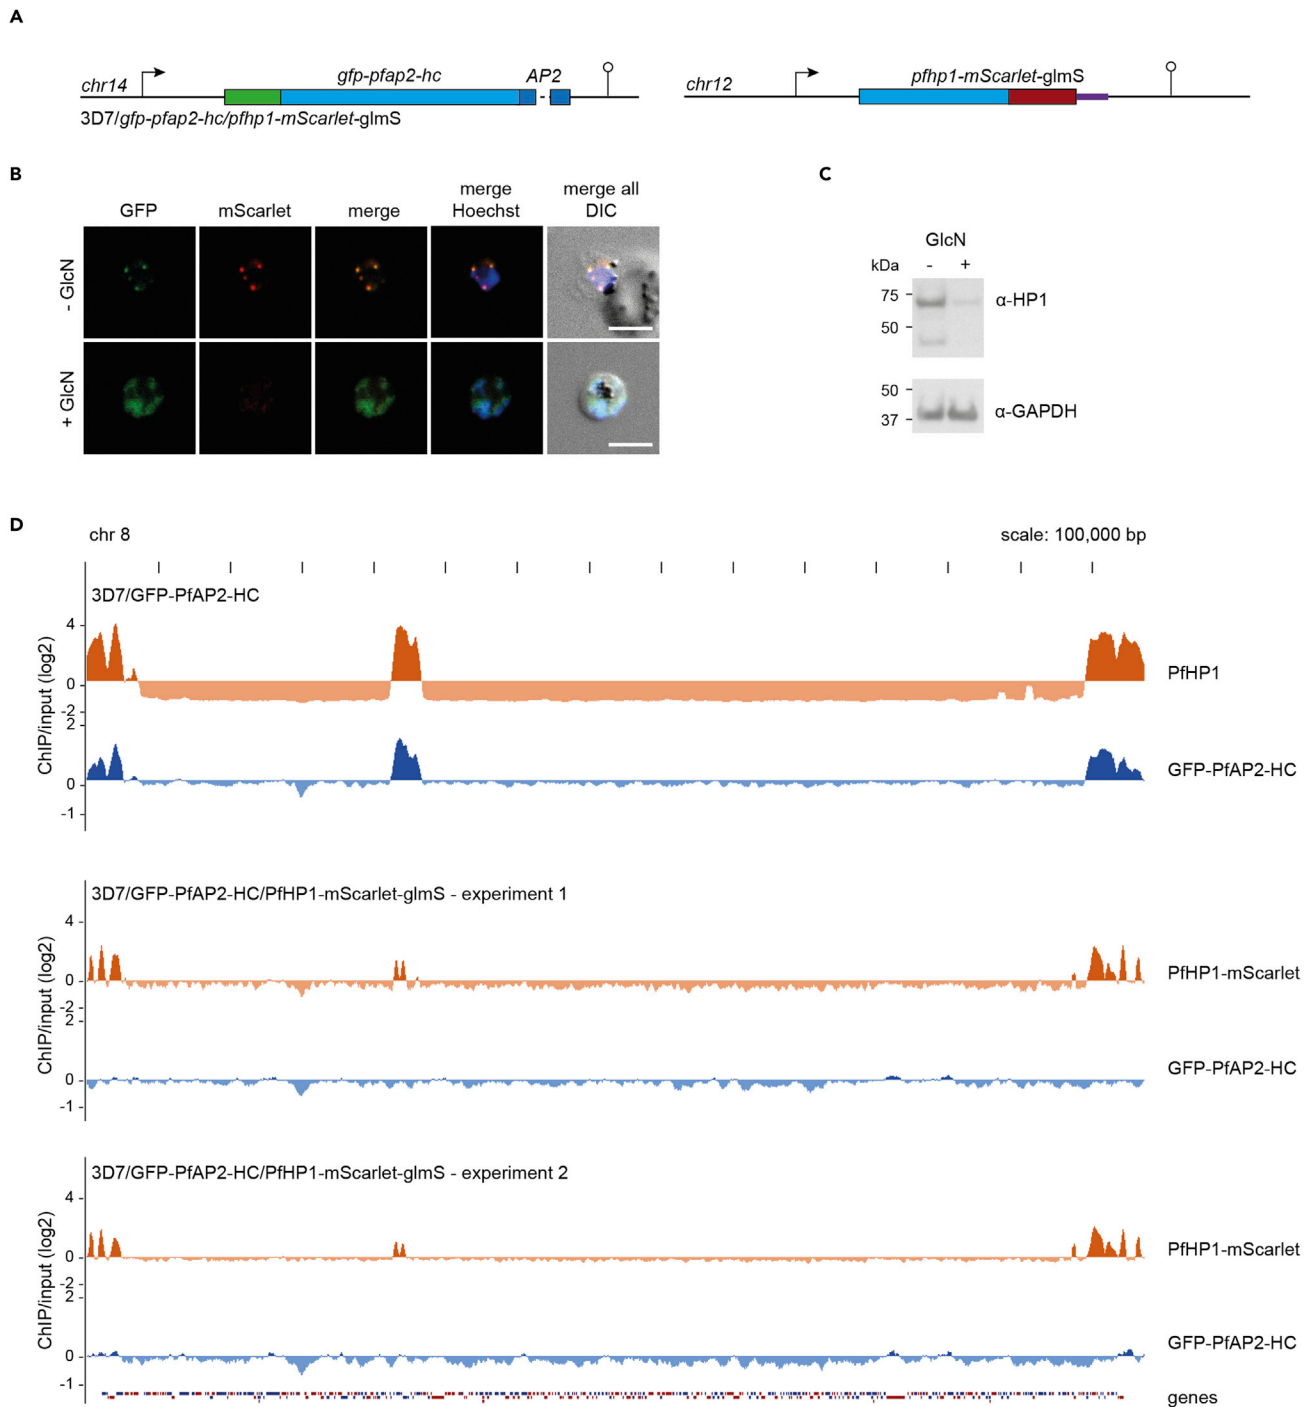 A
chr14
gfp-pfap2-hc
AP2
3D7/gfp-pfap2-hc/pfhp1-mScarlet-glmS
chr12
pfhp1-mScarlet-glmS
B
GFP
mScarlet
merge
merge
Hoechst
merge all
DIC
- GlcN
+ GlcN
C
GlcN
kDa
- +
75
50
α-HP1
50
37
α-GAPDH
D
chr 8
scale: 100,000 bp
3D7/GFP-PfAP2-HC
ChIP/input (log2)
4
0
-2
PfHP1
2
0
-1
GFP-PfAP2-HC
3D7/GFP-PfAP2-HC/PfHP1-mScarlet-glmS - experiment 1
ChIP/input (log2)
4
0
-2
PfHP1-mScarlet
2
0
-1
GFP-PfAP2-HC
3D7/GFP-PfAP2-HC/PfHP1-mScarlet-glmS - experiment 2
ChIP/input (log2)
4
0
-2
PfHP1-mScarlet
2
0
-1
GFP-PfAP2-HC
genes